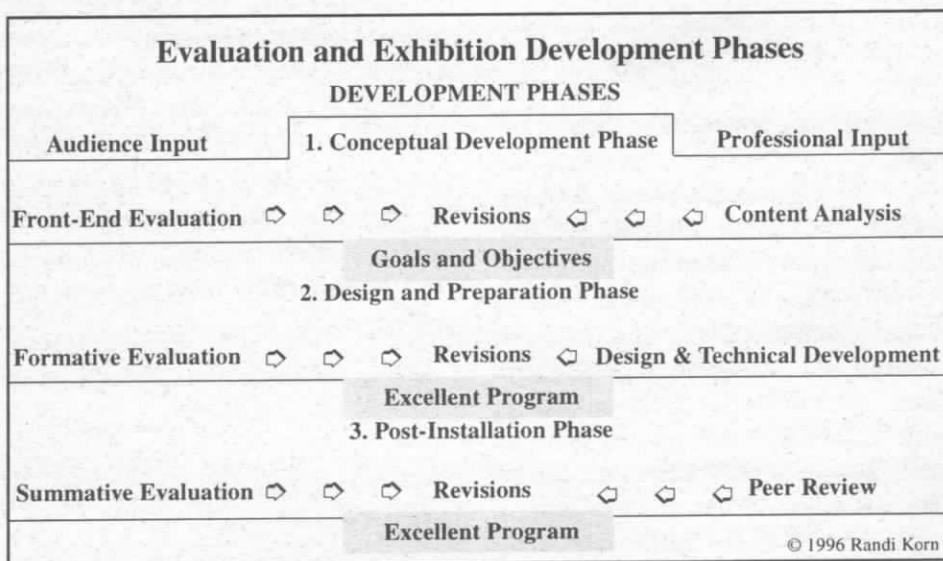 Evaluation and Exhibition Development Phases
DEVELOPMENT PHASES
Audience Input 1. Conceptual Development Phase Professional Input
Front-End Evaluation ⇨ ⇨ ⇨ Revisions ⇦ ⇦ ⇦ Content Analysis
Goals and Objectives
2. Design and Preparation Phase
Formative Evaluation ⇨ ⇨ ⇨ Revisions ⇦ Design & Technical Development
Excellent Program
3. Post-Installation Phase
Summative Evaluation ⇨ ⇨ ⇨ Revisions ⇦ ⇦ ⇦ Peer Review
Excellent Program
© 1996 Randi Korn